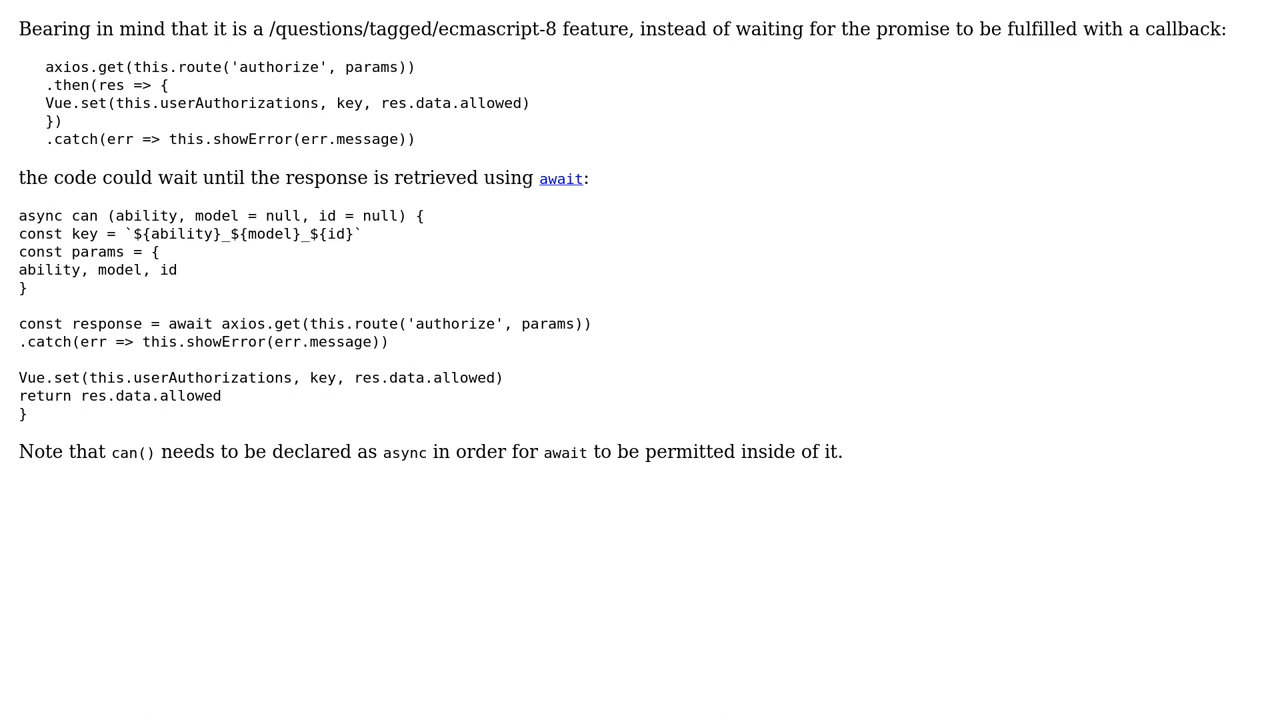 Bearing in mind that it is a /questions/tagged/ecmascript-8 feature, instead of waiting for the promise to be fulfilled with a callback:
axios.get(this.route('authorize', params))
.then(res => {
Vue.set(this.userAuthorizations, key, res.data.allowed)
})
.catch(err => this.showError(err.message))
the code could wait until the response is retrieved using await:
async can (ability, model = null, id = null) {
const key = `${ability}_${model}_${id}`
const params = {
ability, model, id
}
const response = await axios.get(this.route('authorize', params))
.catch(err => this.showError(err.message))
Vue.set(this.userAuthorizations, key, res.data.allowed)
return res.data.allowed
}
Note that can() needs to be declared as async in order for await to be permitted inside of it.